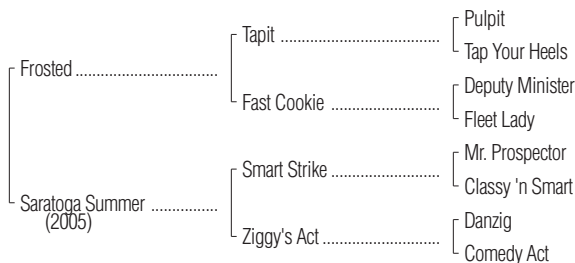 Pulpit
Tapit
Tap Your Heels
Frosted
Deputy Minister
Fast Cookie
Fleet Lady
Mr. Prospector
Smart Strike
Classy 'n Smart
Saratoga Summer
(2005)
Danzig
Ziggy's Act
Comedy Act